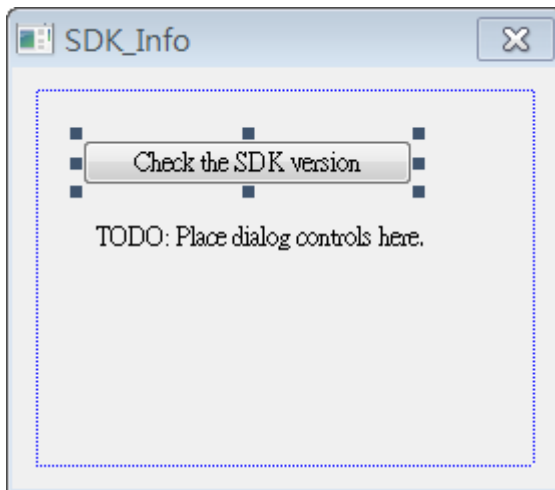 SDK_Info
Check the SDK version
TODO: Place dialog controls here.